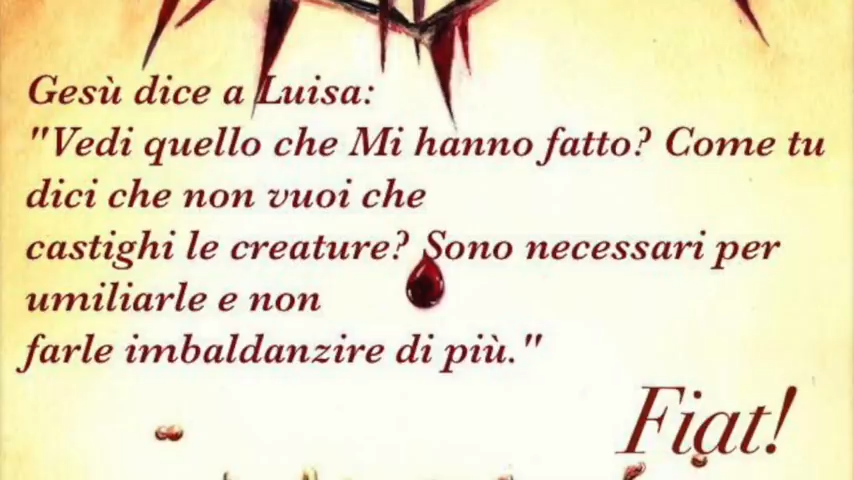 Gesù dice a Luisa:
"Vedi quello che Mi hanno fatto? Come tu
dici che non vuoi che
castighi le creature? Sono necessari per
umiliarle e non
farle imbaldanzire di più."
Fiat!